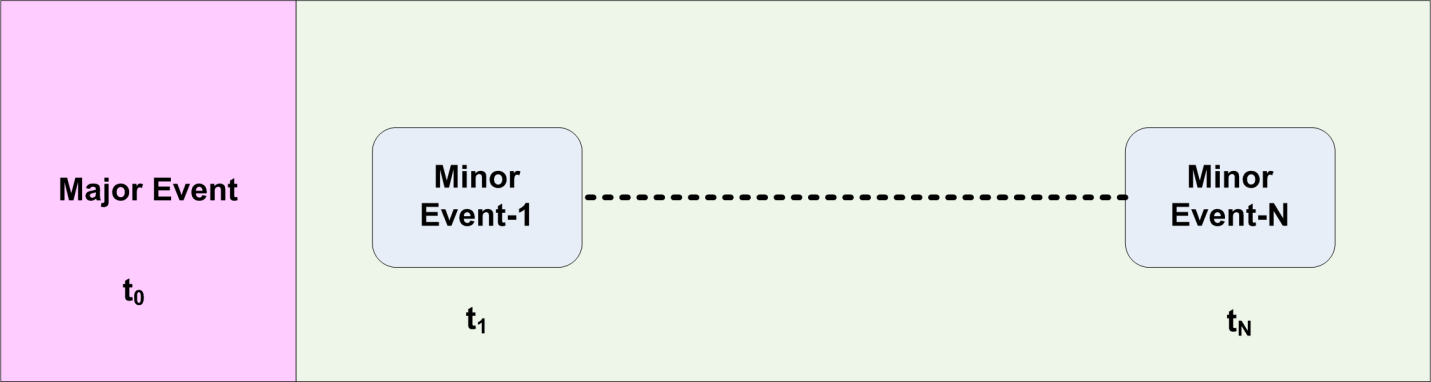 Major Event
t0
Minor
Event-1
t1
Minor
Event-N
tN